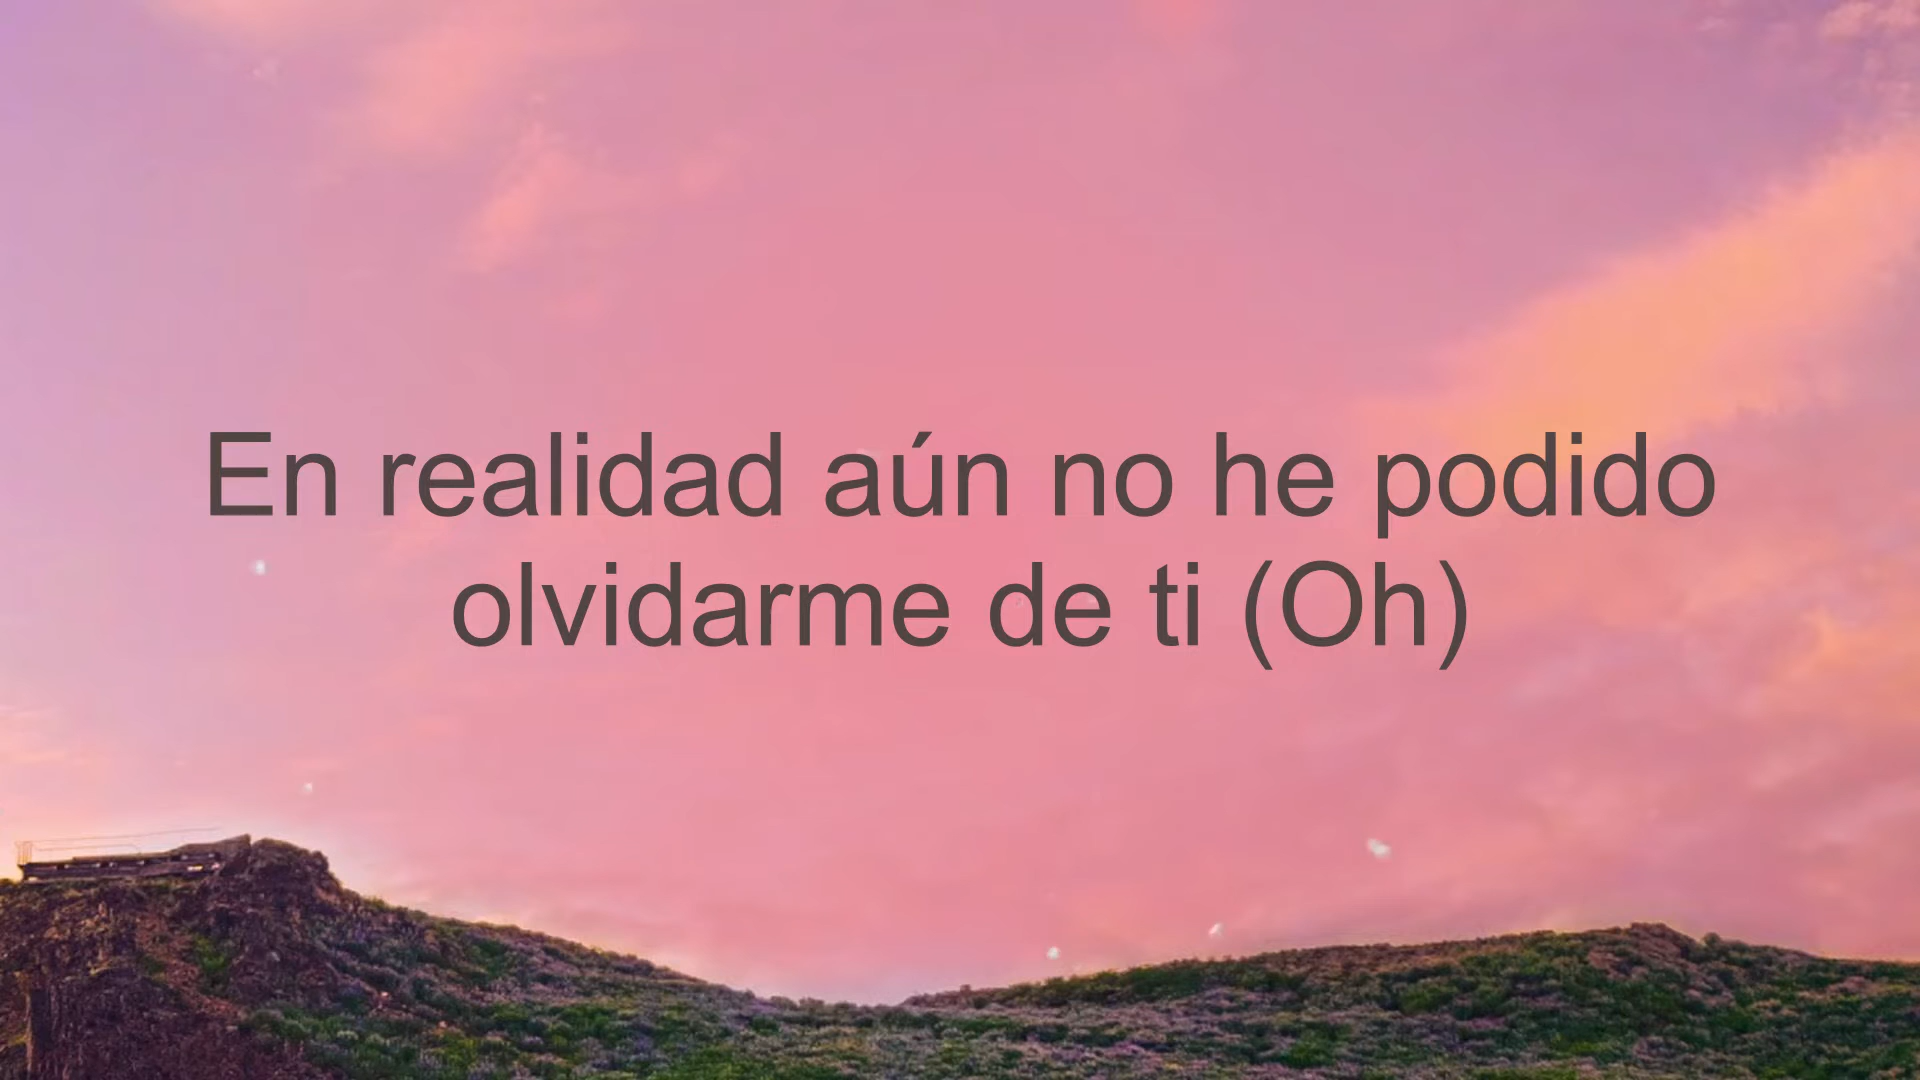 En realidad aún no he podido
olvidarme de ti (Oh)